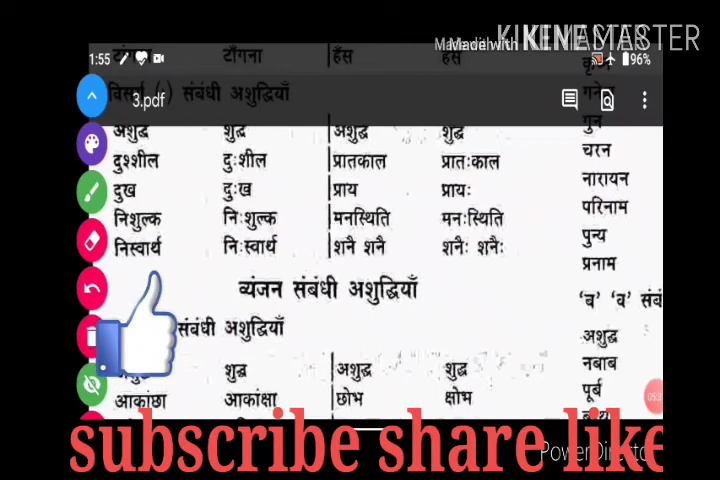 Made with KINEMASTER
1:55 96%
टाँगना हँस हंस
3.pdf
विसर्ग (:) संबंधी अशुद्धियाँ
अशुद्ध शुद्ध अशुद्ध शुद्ध
दुश्शील दुःशील प्रातकाल प्रातःकाल
दुख दुःख प्राय प्रायः
निशुल्क निःशुल्क मनस्थिति मनःस्थिति
निस्वार्थ निःस्वार्थ शनै शनै शनैः शनैः
व्यंजन संबंधी अशुद्धियाँ
संबंधी अशुद्धियाँ
शुद्ध अशुद्ध शुद्ध
आकांछा आकांक्षा छोभ क्षोभ
गुन
चरन
नारायन
परिनाम
पुन्य
प्रनाम
'ब' 'व' संबं
अशुद्ध
नबाब
पूर्ब
subscribe share like
PowerDirector